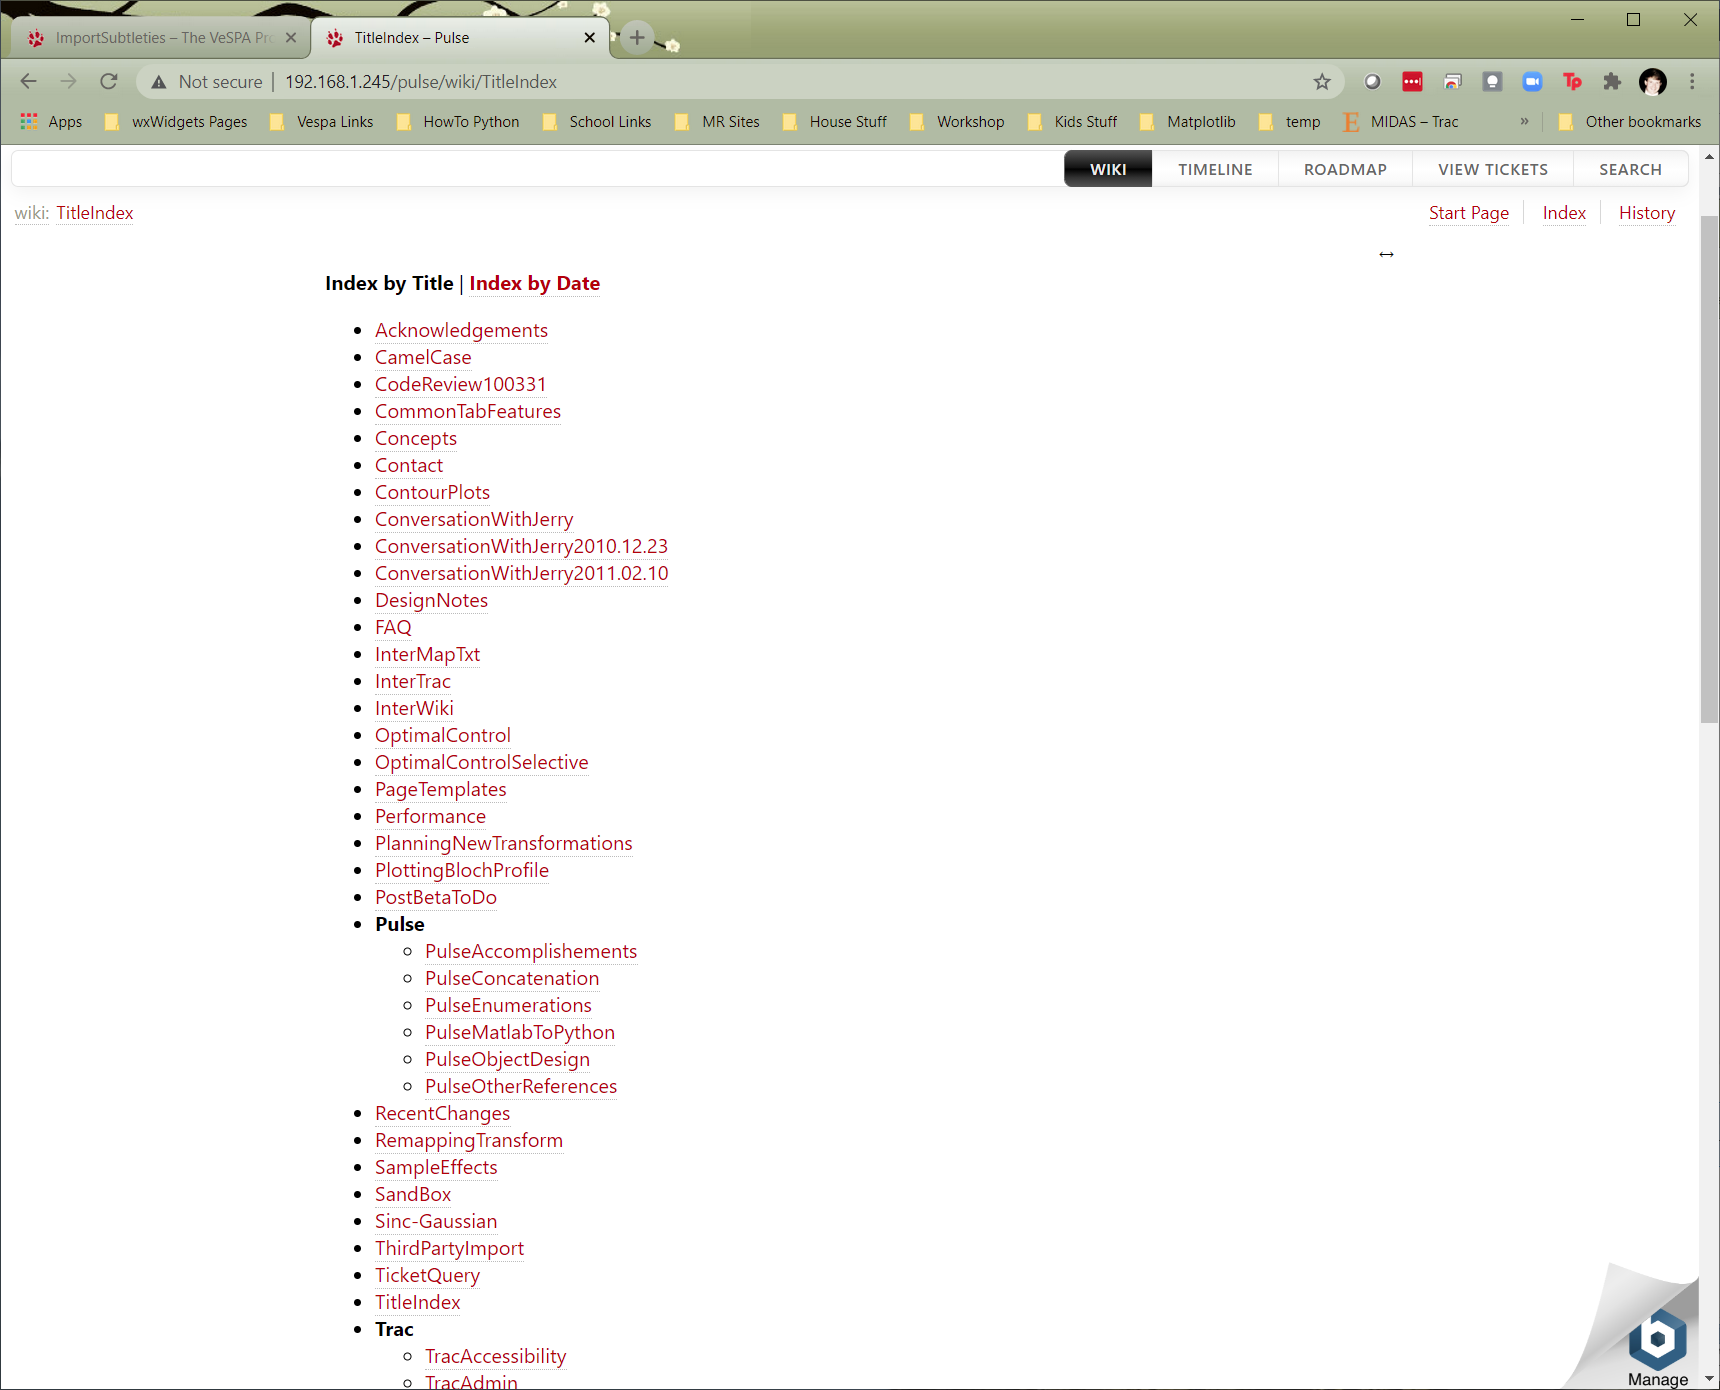 ImportSubtleties – The VeSPA Pro
TitleIndex – Pulse
Not secure | 192.168.1.245/pulse/wiki/TitleIndex
Tp
Apps wxWidgets Pages Vespa Links HowTo Python School Links MR Sites House Stuff Workshop Kids Stuff Matplotlib temp E MIDAS – Trac » Other bookmarks
WIKI TIMELINE ROADMAP VIEW TICKETS SEARCH
wiki: TitleIndex
Start Page Index History
↔
Index by Title | Index by Date
Acknowledgements
CamelCase
CodeReview100331
CommonTabFeatures
Concepts
Contact
ContourPlots
ConversationWithJerry
ConversationWithJerry2010.12.23
ConversationWithJerry2011.02.10
DesignNotes
FAQ
InterMapTxt
InterTrac
InterWiki
OptimalControl
OptimalControlSelective
PageTemplates
Performance
PlanningNewTransformations
PlottingBlochProfile
PostBetaToDo
Pulse
PulseAccomplishements
PulseConcatenation
PulseEnumerations
PulseMatlabToPython
PulseObjectDesign
PulseOtherReferences
RecentChanges
RemappingTransform
SampleEffects
SandBox
Sinc-Gaussian
ThirdPartyImport
TicketQuery
TitleIndex
Trac
TracAccessibility
TracAdmin
Manage